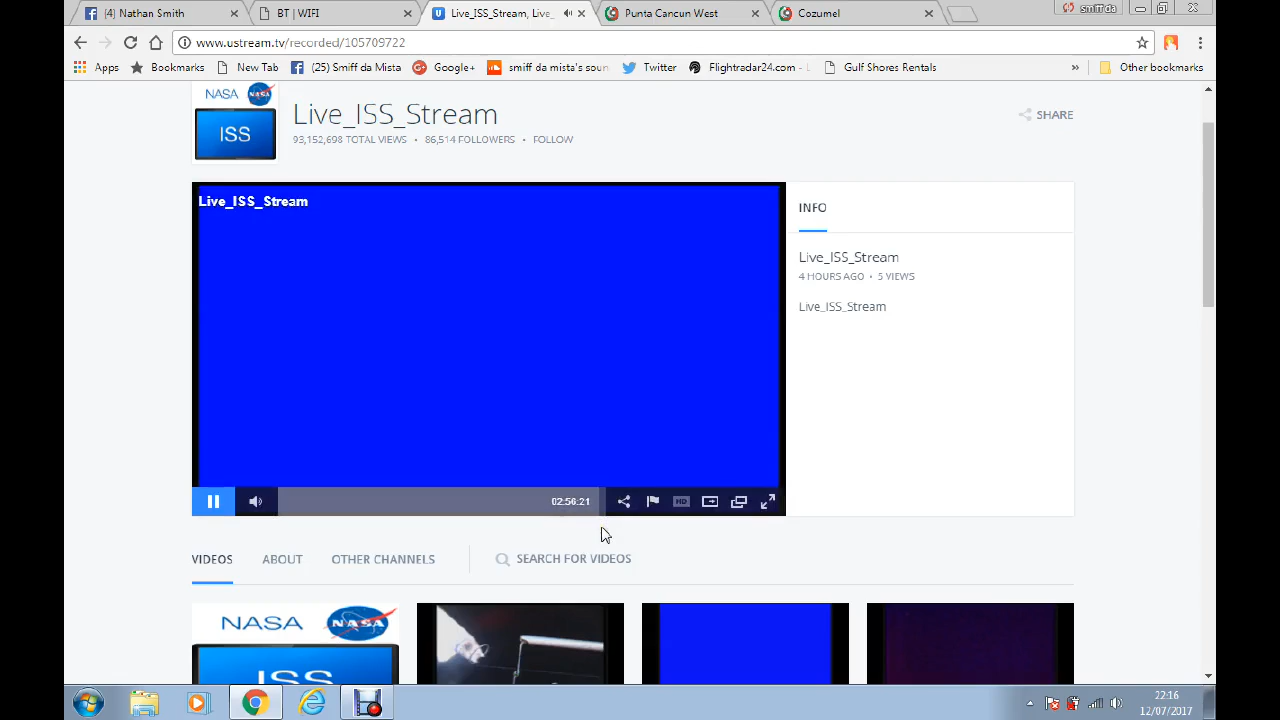 (4) Nathan Smith
BT | WIFI
Live_ISS_Stream, Live_
Punta Cancun West
Cozumel
smiff da
www.ustream.tv/recorded/105709722
Apps
Bookmarks
New Tab
(25) Smiff da Mista
Google+
smiff da mista's soun
Twitter
Flightradar24.com - L
Gulf Shores Rentals
»
Other bookmarks
NASA NASA
ISS
Live_ISS_Stream
93,152,698 TOTAL VIEWS • 86,514 FOLLOWERS • FOLLOW
SHARE
Live_ISS_Stream
02:56:21
HD
INFO
Live_ISS_Stream
4 HOURS AGO • 5 VIEWS
Live_ISS_Stream
VIDEOS
ABOUT
OTHER CHANNELS
SEARCH FOR VIDEOS
NASA NASA
ISS
22:16
12/07/2017